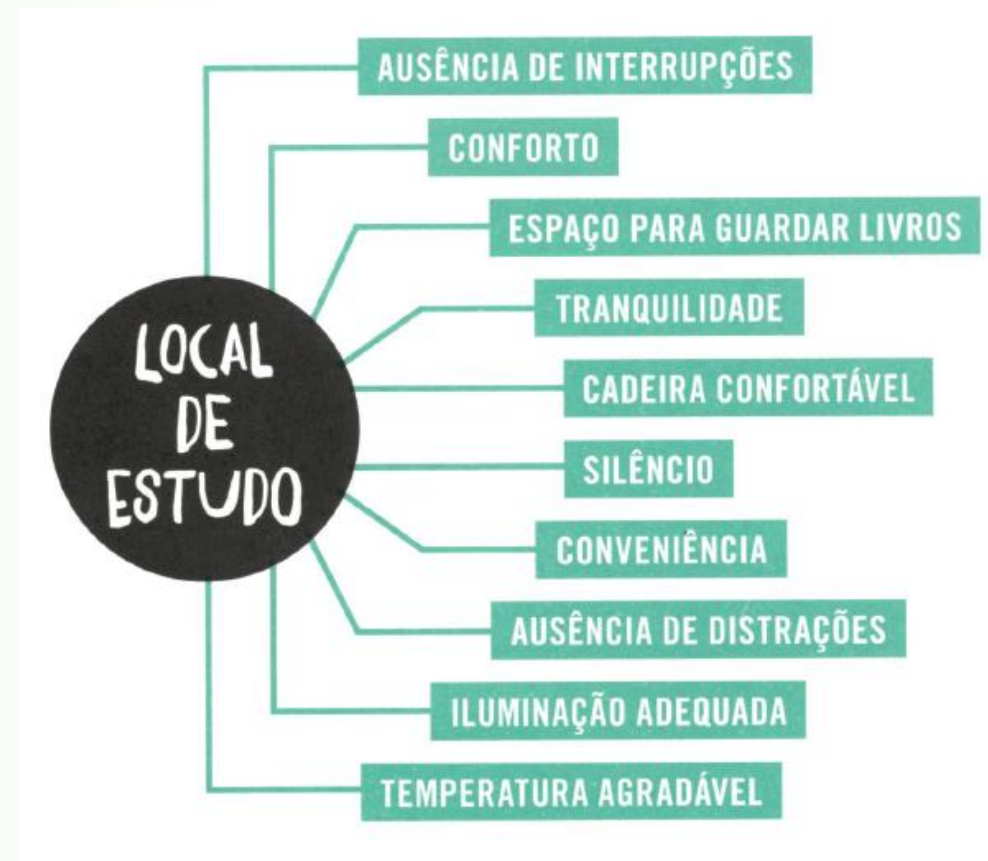 AUSÊNCIA DE INTERRUPÇÕES
CONFORTO
ESPAÇO PARA GUARDAR LIVROS
TRANQUILIDADE
LOCAL
DE
ESTUDO
CADEIRA CONFORTÁVEL
SILÊNCIO
CONVENIÊNCIA
AUSÊNCIA DE DISTRAÇÕES
ILUMINAÇÃO ADEQUADA
TEMPERATURA AGRADÁVEL